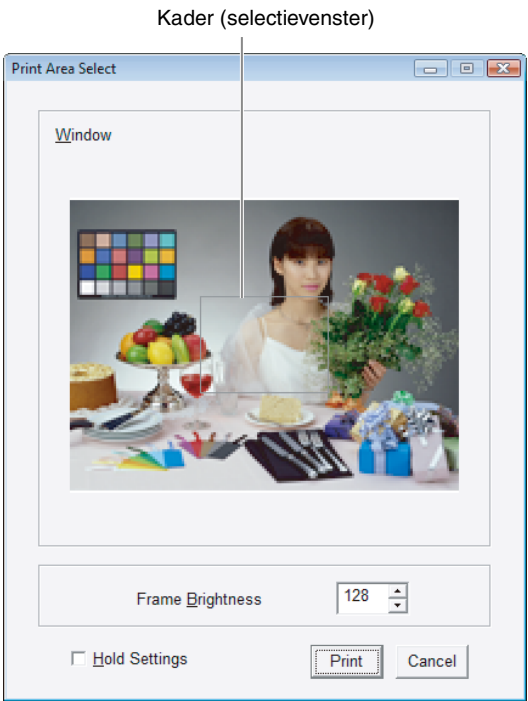 Kader (selectievenster)
Print Area Select
Window
Frame Brightness 128
Hold Settings Print Cancel